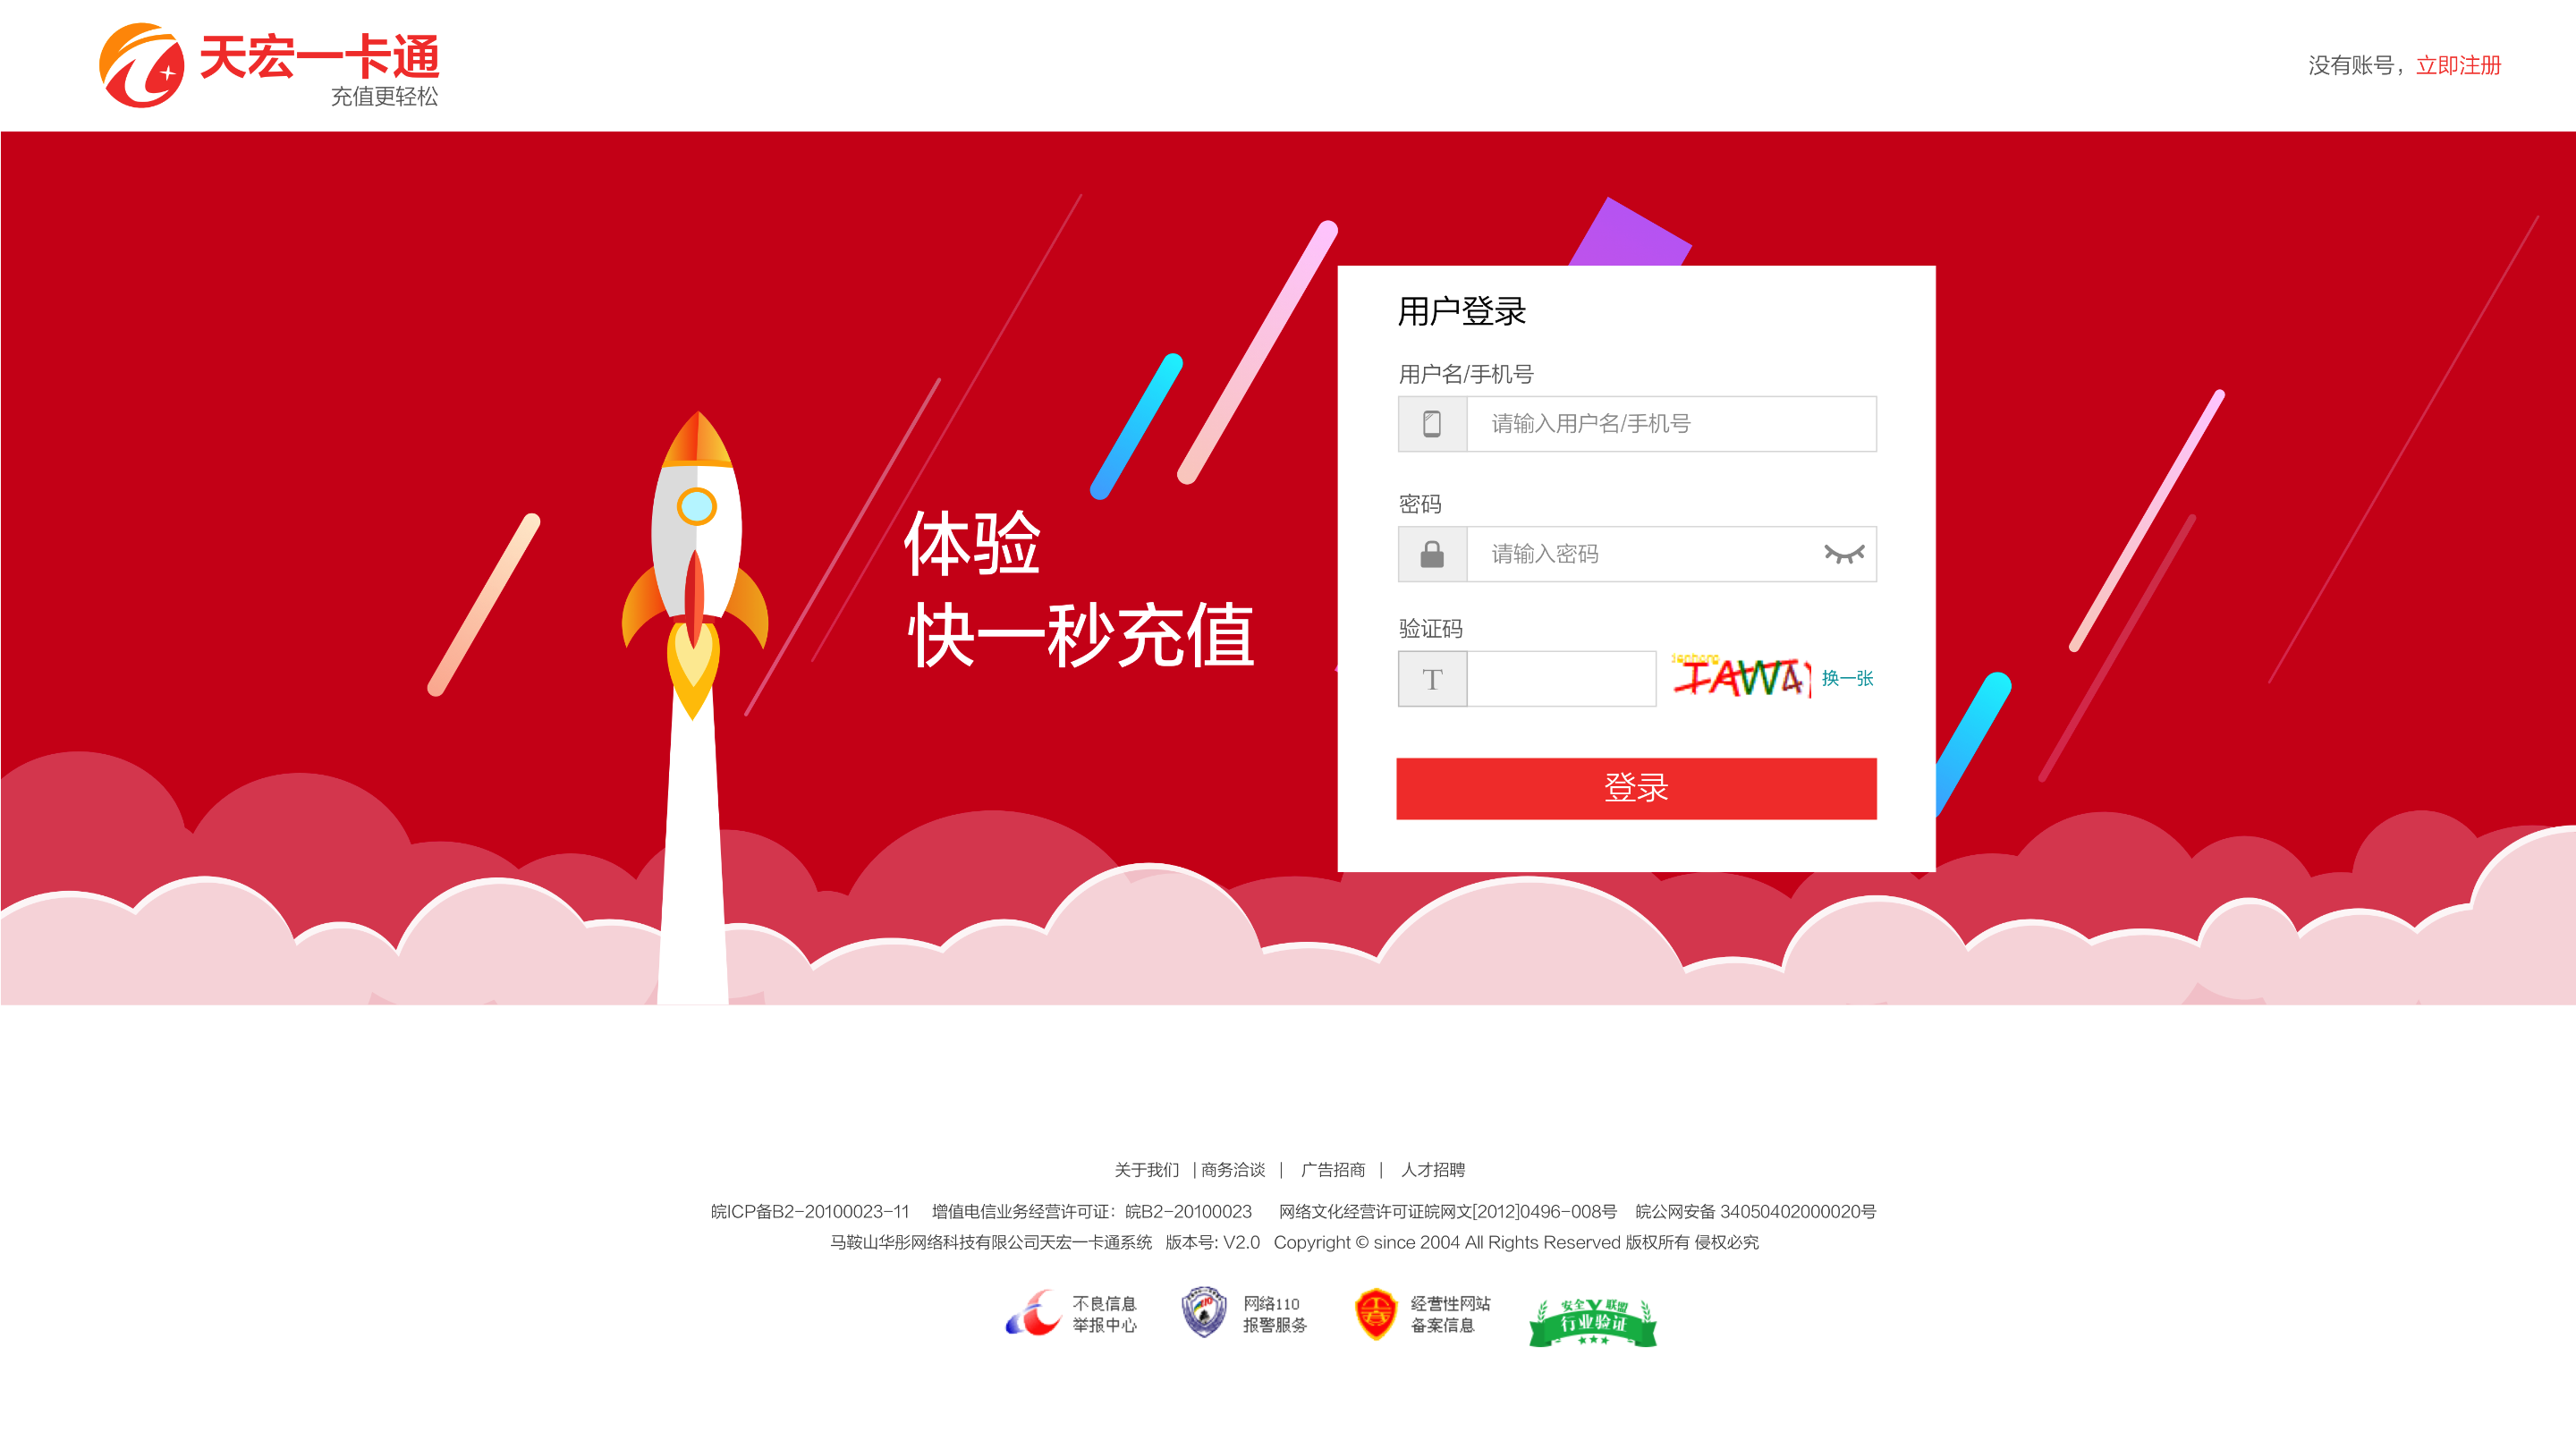 天宏一卡通
充值更轻松
没有账号，立即注册
体验
快一秒充值
用户登录
用户名/手机号
请输入用户名/手机号
密码
请输入密码
验证码
T
换一张
登录
关于我们 | 商务洽谈 | 广告招商 | 人才招聘
皖ICP备B2-20100023-11 增值电信业务经营许可证：皖B2-20100023 网络文化经营许可证皖网文[2012]0496-008号 皖公网安备 34050402000020号
马鞍山华彤网络科技有限公司天宏一卡通系统 版本号: V2.0 Copyright © since 2004 All Rights Reserved 版权所有 侵权必究
不良信息
举报中心
网络110
报警服务
经营性网站
备案信息
安全 联盟
行业验证